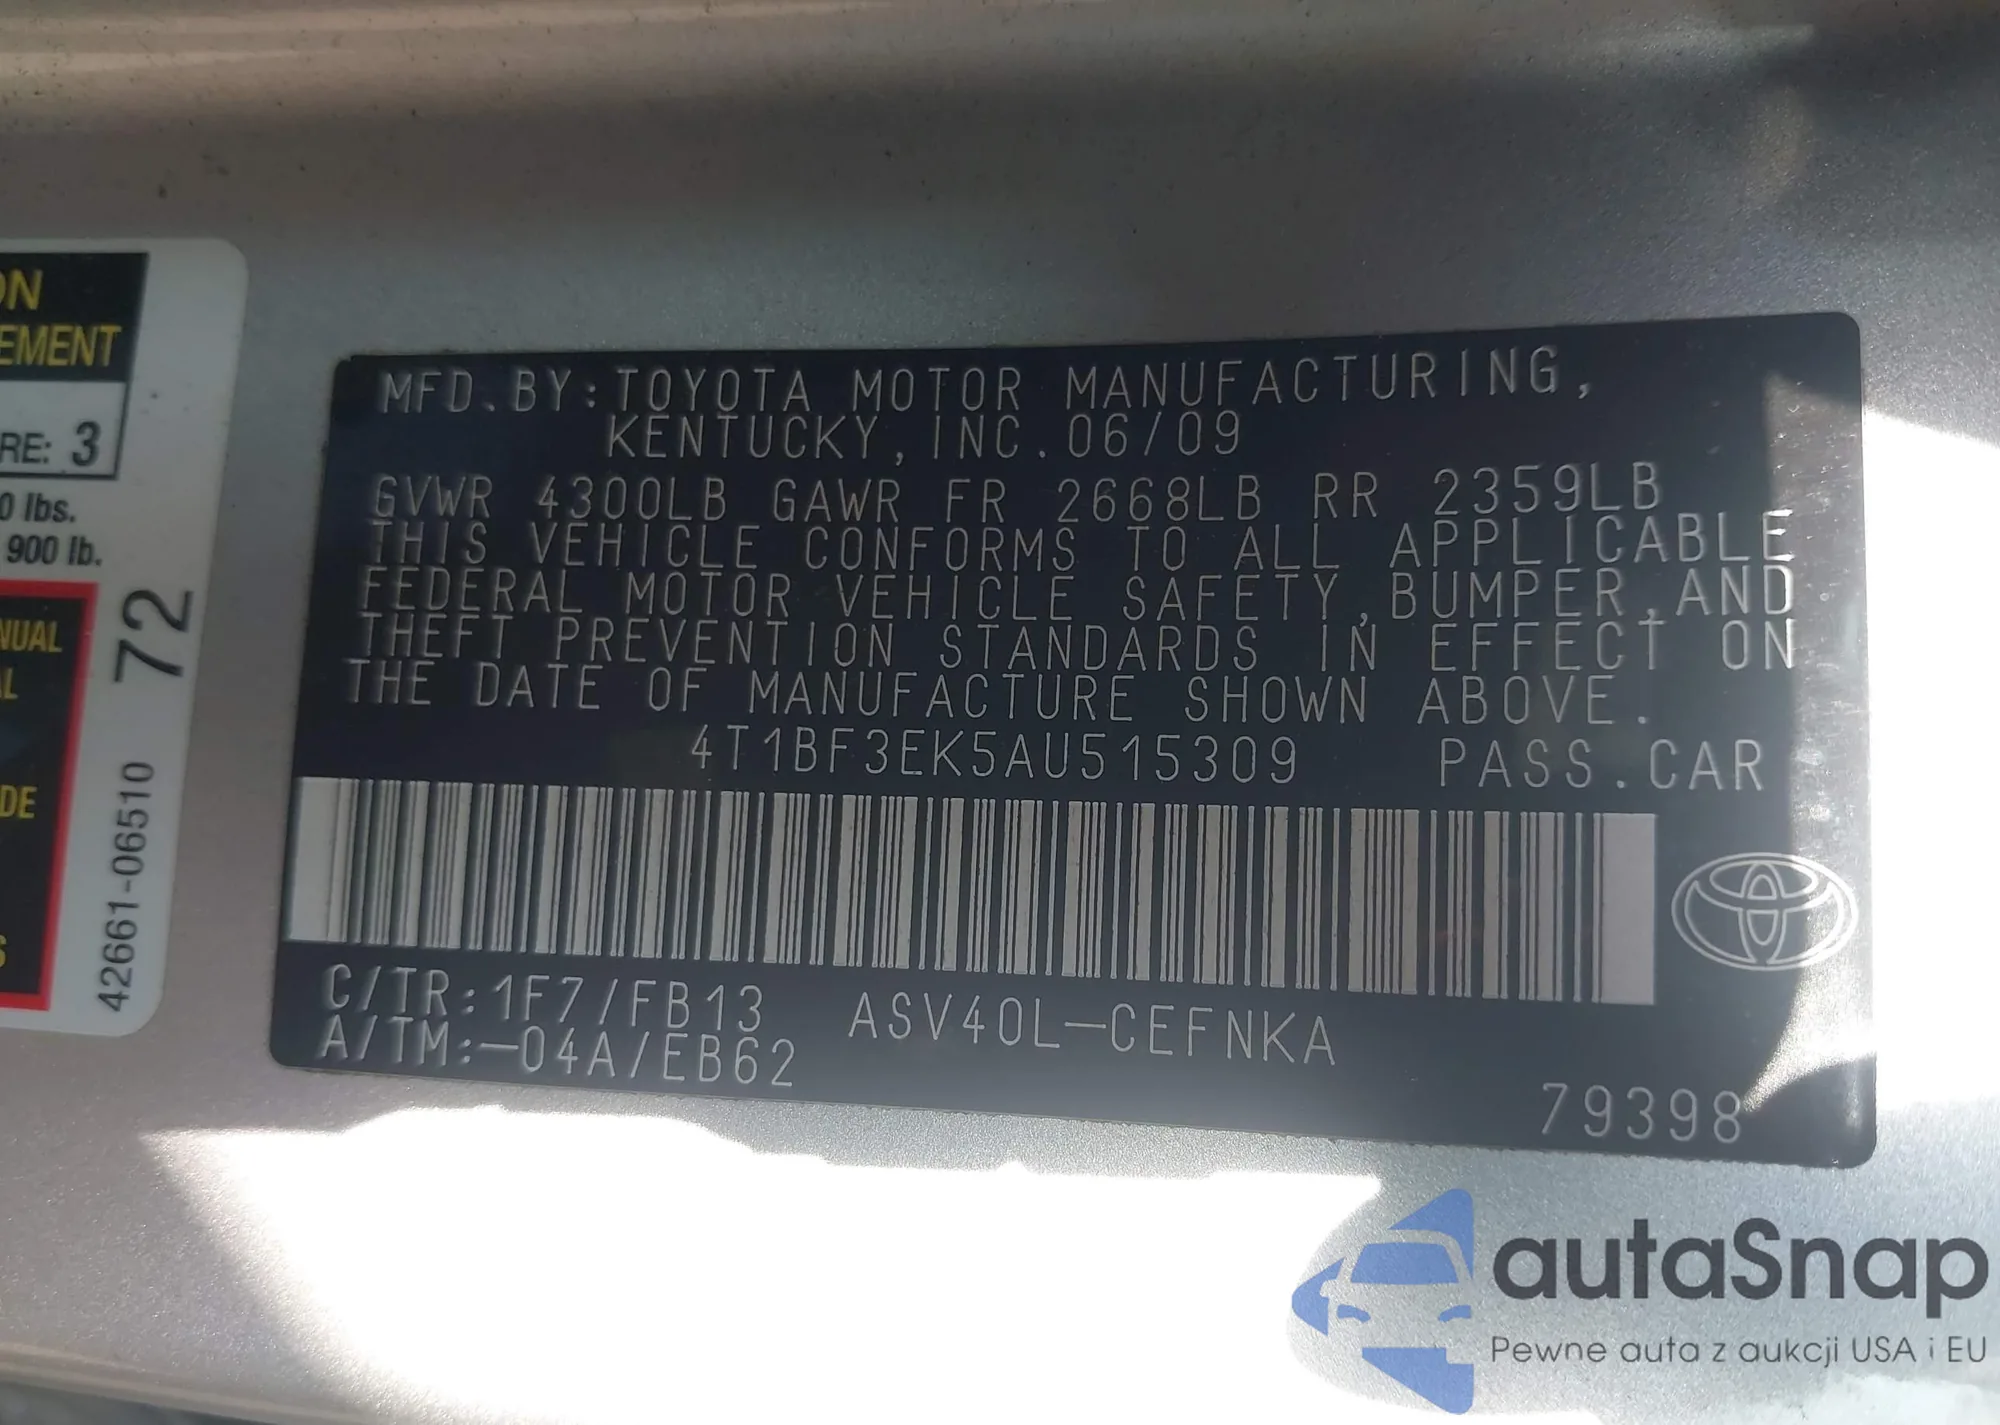 ON
EMENT
RE: 3
0 lbs.
900 lb.
NUAL
AL
DE
S
72
42661-06510
MFD.BY:TOYOTA MOTOR MANUFACTURING,
KENTUCKY,INC.06/09
GVWR 4300LB GAWR FR 2668LB RR 2359LB
THIS VEHICLE CONFORMS TO ALL APPLICABLE
FEDERAL MOTOR VEHICLE SAFETY,BUMPER,AND
THEFT PREVENTION STANDARDS IN EFFECT ON
THE DATE OF MANUFACTURE SHOWN ABOVE.
4T1BF3EK5AU515309 PASS.CAR
C/TR:1F7/FB13 ASV40L-CEFNKA
A/TM:-04A/EB62
79398
autaSnap
Pewne auta z aukcji USA i EU